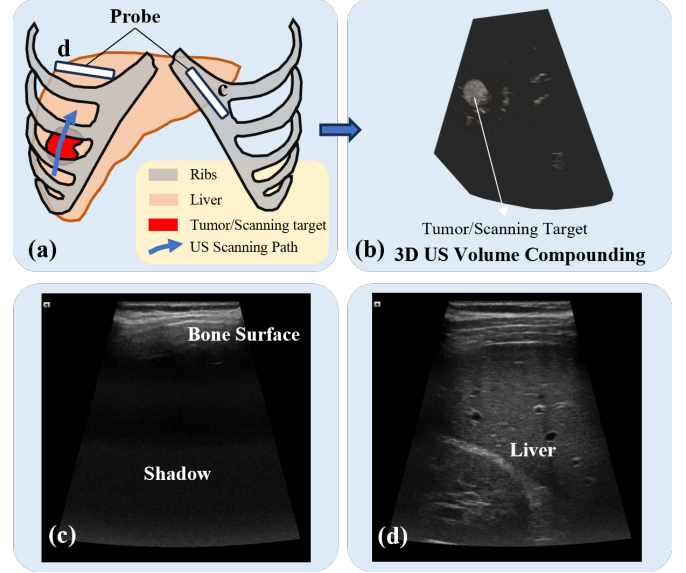 Probe
d
c
Ribs
Liver
Tumor/Scanning target
US Scanning Path
(a)
Tumor/Scanning Target
(b)
3D US Volume Compounding
Bone Surface
Shadow
(c)
Liver
(d)